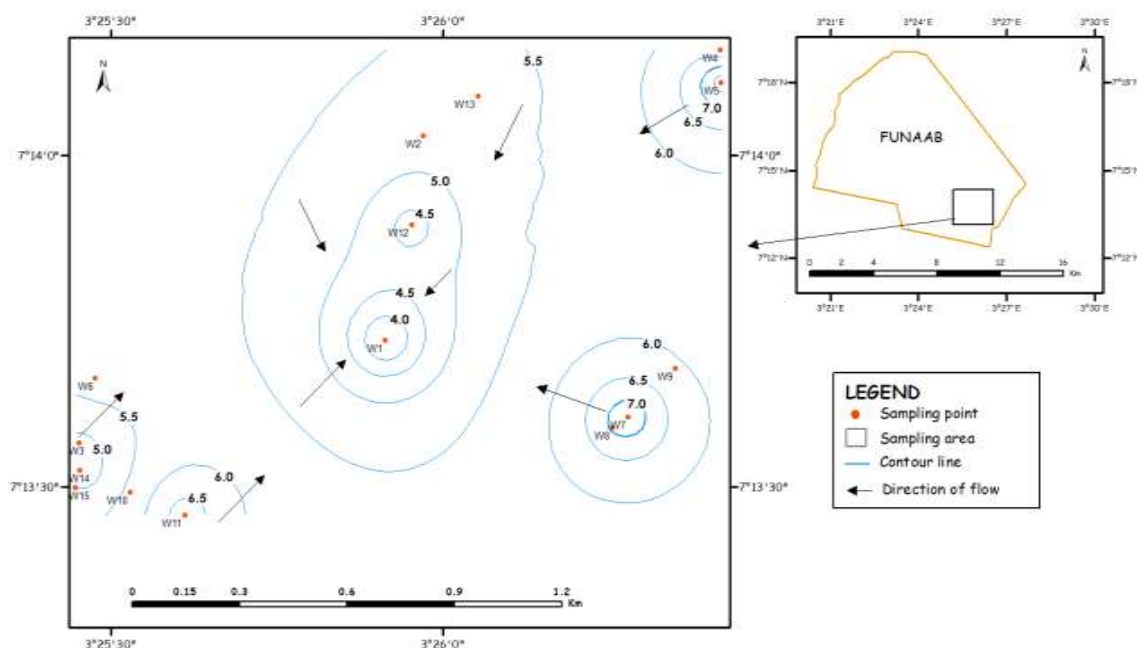 3°25'30" 3°26'0"
3°21'E 3°24'E 3°27'E 3°30'E
N
N
5.5
W4
W5
7.0
6.5
6.0
W13
W2
7°14'0"
7°14'0"
5.0
4.5
W12
4.5
4.0
W1
6.0
W9
6.5
7.0
W7
W8
W6
5.5
W3
5.0
W14
W15
W10
6.0
6.5
W11
7°13'30"
7°13'30"
0 0.15 0.3 0.6 0.9 1.2
Km
3°25'30" 3°26'0"
FUNAAB
7°15'N
7°15'N
7°12'N
7°12'N
0 4 8 12 16
Km
3°21'E 3°24'E 3°27'E 3°30'E
LEGEND
Sampling point
Sampling area
Contour line
Direction of flow